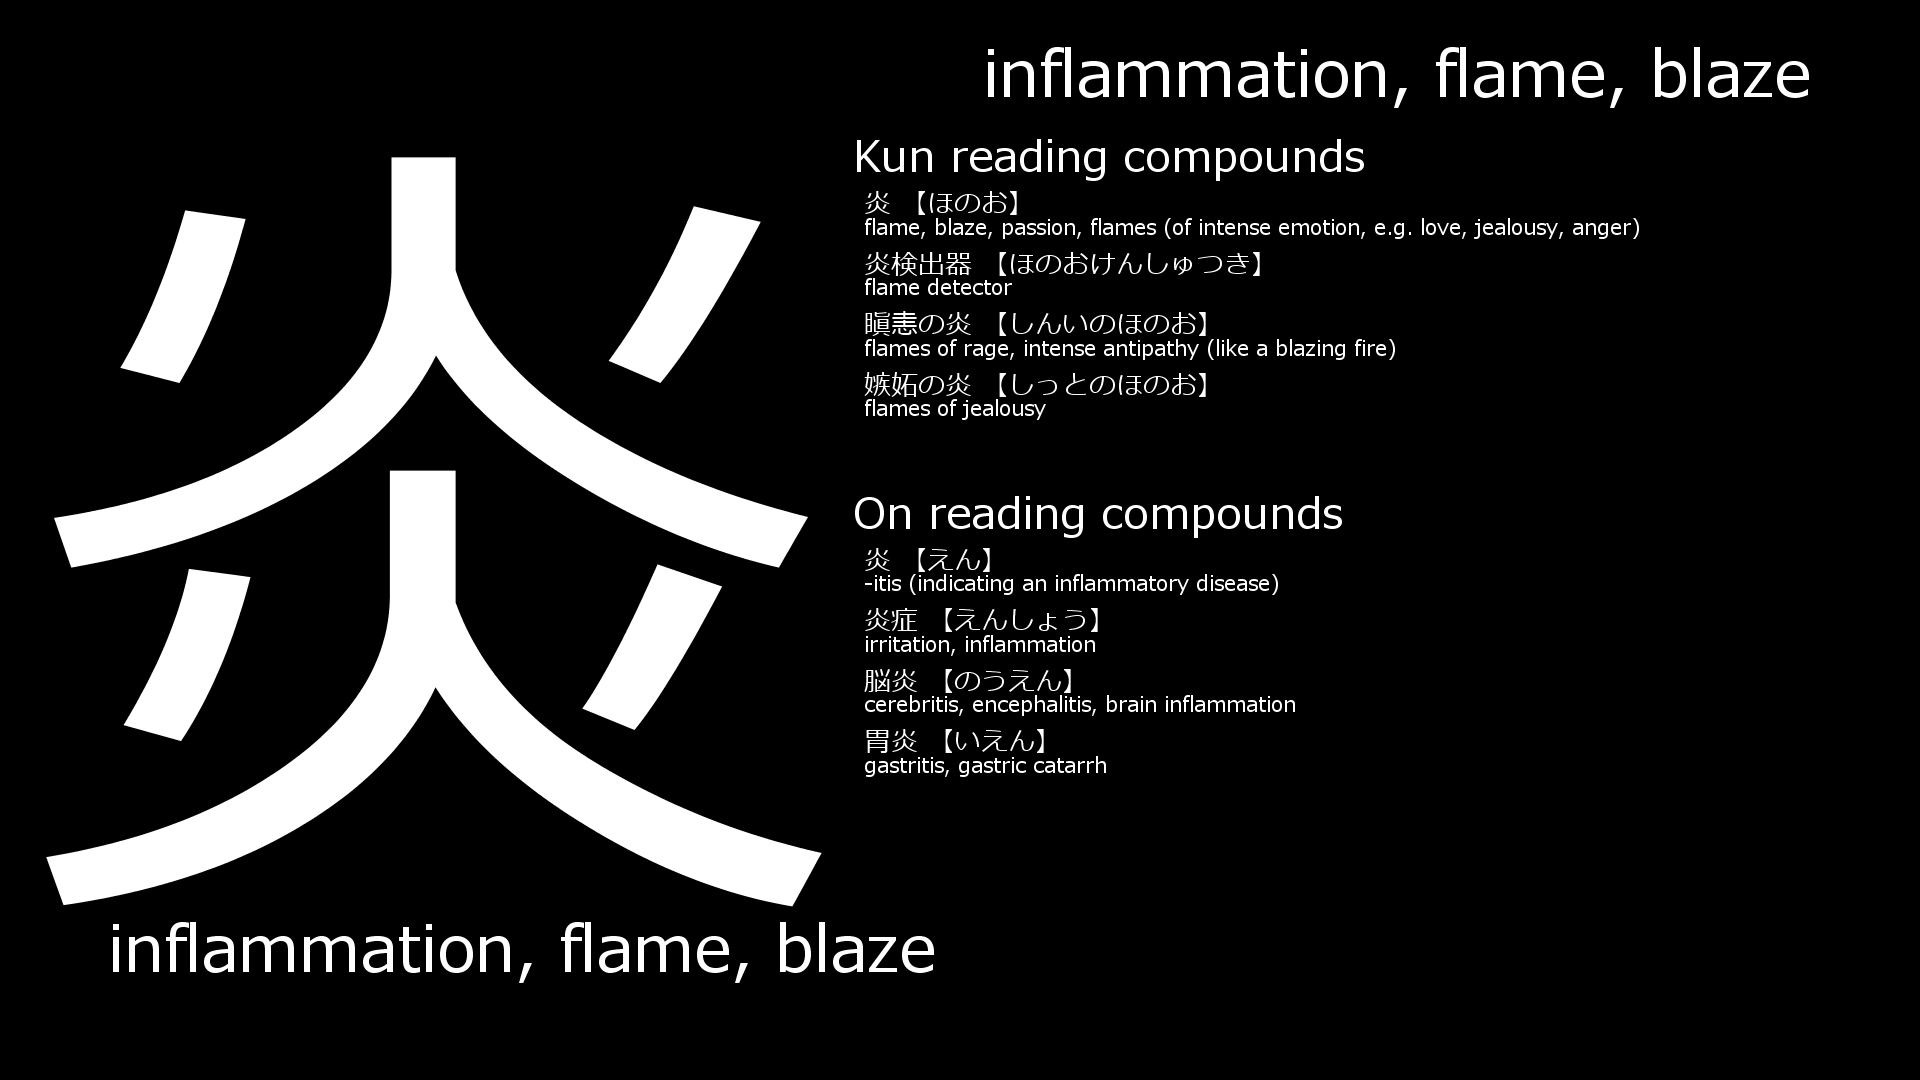 炎
inflammation, flame, blaze
inflammation, flame, blaze
Kun reading compounds
炎 【ほのお】
flame, blaze, passion, flames (of intense emotion, e.g. love, jealousy, anger)
炎検出器 【ほのおけんしゅつき】
flame detector
瞋恚の炎 【しんいのほのお】
flames of rage, intense antipathy (like a blazing fire)
嫉妬の炎 【しっとのほのお】
flames of jealousy
On reading compounds
炎 【えん】
-itis (indicating an inflammatory disease)
炎症 【えんしょう】
irritation, inflammation
脳炎 【のうえん】
cerebritis, encephalitis, brain inflammation
胃炎 【いえん】
gastritis, gastric catarrh